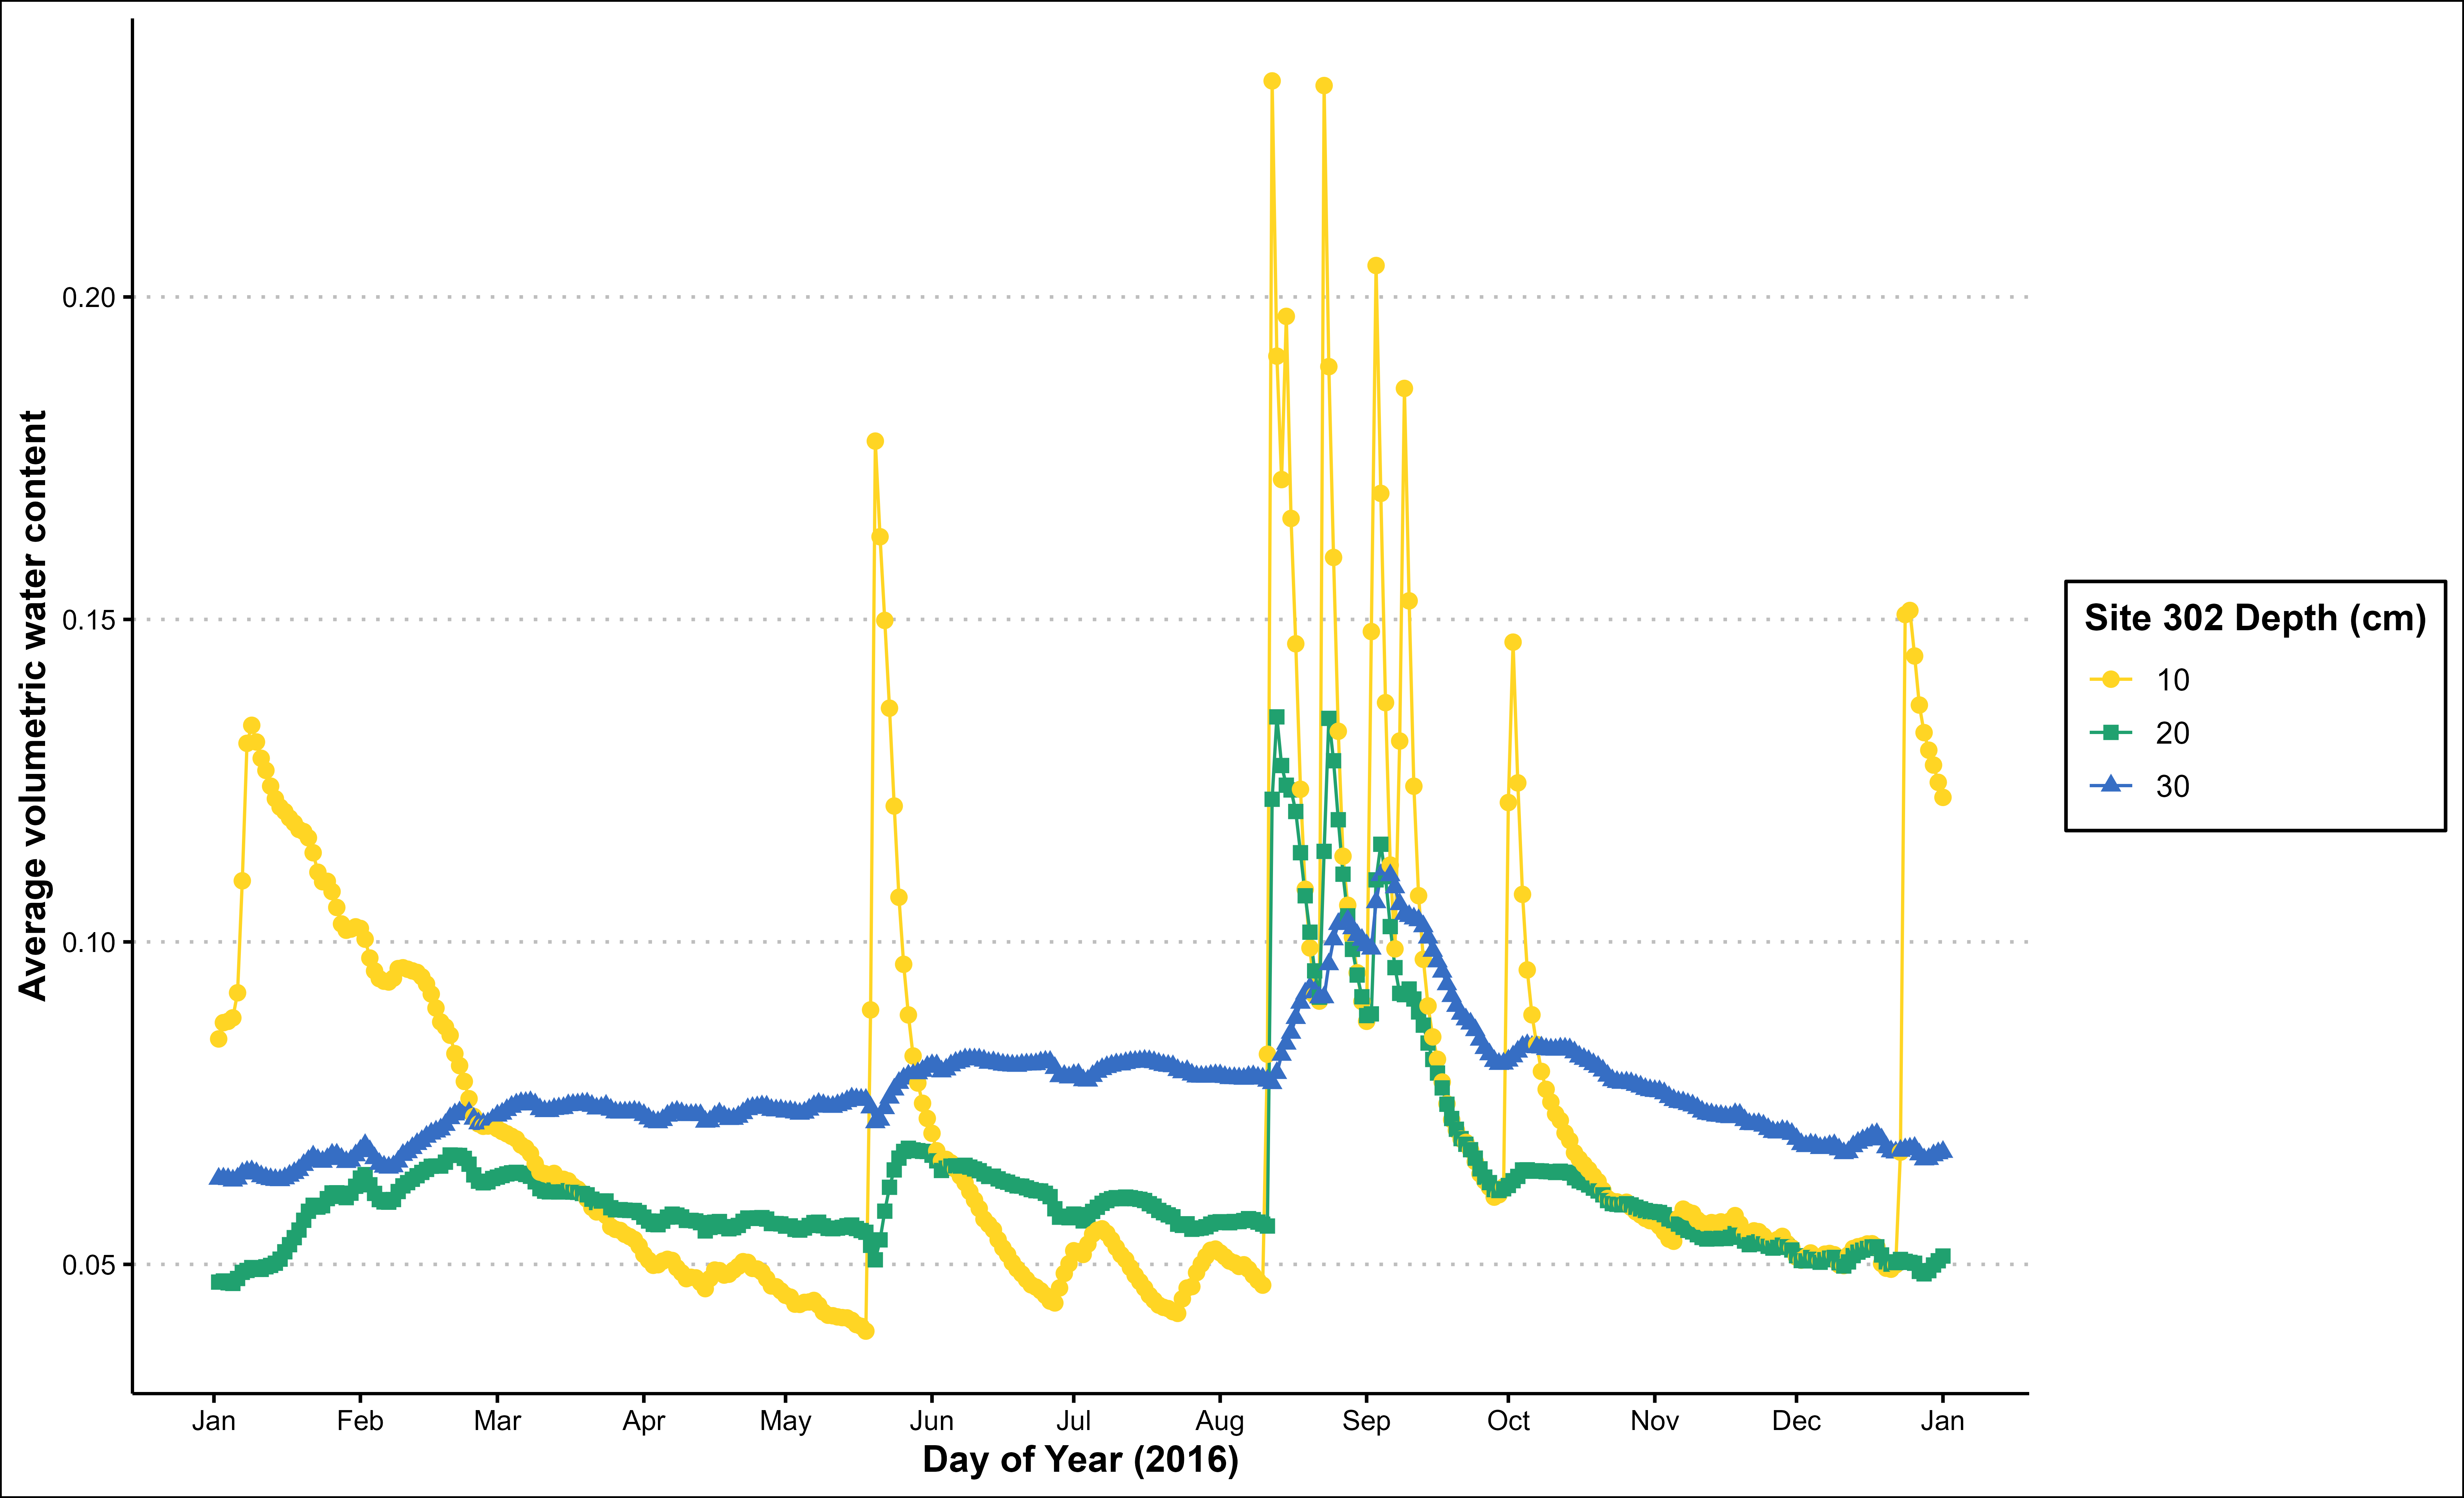 Average volumetric water content
0.20
0.15
0.10
0.05
Jan Feb Mar Apr May Jun Jul Aug Sep Oct Nov Dec Jan
Day of Year (2016)
Site 302 Depth (cm)
10
20
30